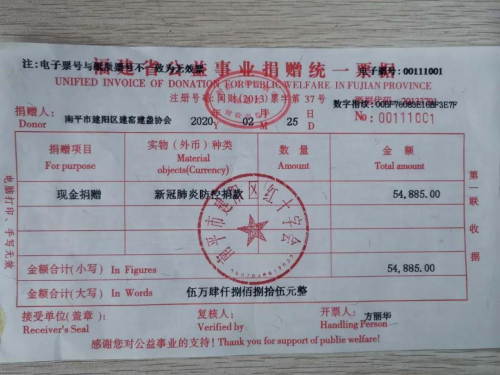 注:电子票号与纸质票号不一致为无效票
福建省公益事业捐赠统一票据
电子票号:00111001
UNIFIED INVOICE OF DONATION FOR PUBLIC WELFARE IN FUJIAN PROVINCE
注册号:闽财(2013)票字第 37号
捐赠人:
Donor
南平市建阳区建窑建盏协会
2020 年 02 月 25 日
Y M D
数字指纹:
No:00111001
捐赠项目
For purpose
实物(外币)种类
Material
objects(Currency)
数量
Amount
金额
Total amount
现金捐赠
新冠肺炎防控捐款
54,885.00
南平市建阳区红十字会
金额合计(小写) In Figures
54,885.00
金额合计(大写) In Words
伍万肆仟捌佰捌拾伍元整
接受单位(盖章):
Receiver's Seal
复核人:
Verified by
开票人:
Handling Person
方丽华
感谢您对公益事业的支持! Thank you for support of publie welfare!
电脑打印、手写无效
第一联 收据